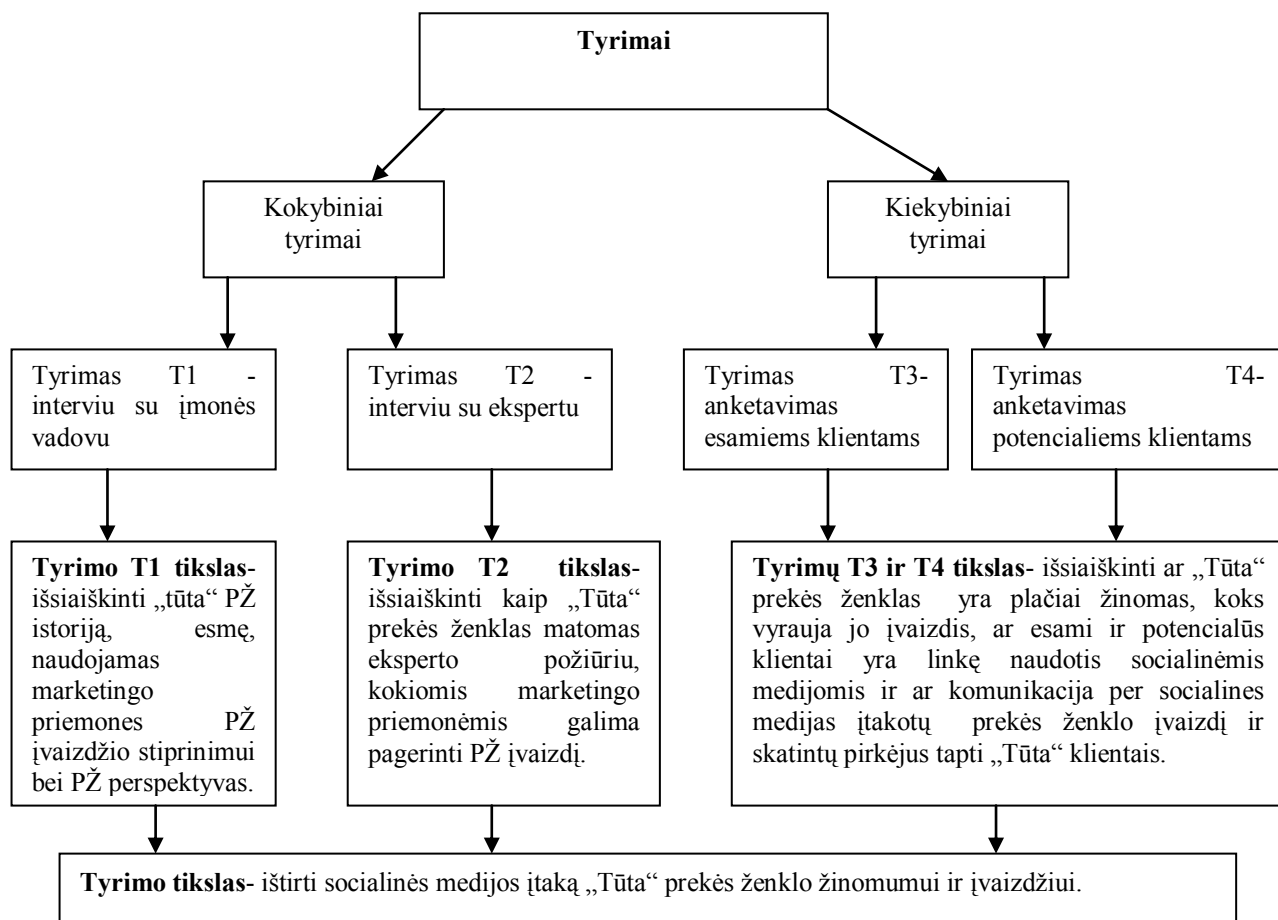 Tyrimai
Kokybiniai
tyrimai
Kiekybiniai
tyrimai
Tyrimas T1 -
interviu su įmonės
vadovu
Tyrimas T2 -
interviu su ekspertu
Tyrimas T3-
anketavimas
esamiems klientams
Tyrimas T4-
anketavimas
potencialiems klientams
Tyrimo T1 tikslas-
išsiaiškinti „tūta“ PŽ
istoriją, esmę,
naudojamas
marketingo
priemones PŽ
įvaizdžio stiprinimui
bei PŽ perspektyvas.
Tyrimo T2 tikslas-
išsiaiškinti kaip „Tūta“
prekės ženklas matomas
eksperto požiūriu,
kokiomis marketingo
priemonėmis galima
pagerinti PŽ įvaizdį.
Tyrimų T3 ir T4 tikslas- išsiaiškinti ar „Tūta“
prekės ženklas yra plačiai žinomas, koks
vyrauja jo įvaizdis, ar esami ir potencialūs
klientai yra linkę naudotis socialinėmis
medijomis ir ar komunikacija per socialines
medijas įtakotų prekės ženklo įvaizdį ir
skatintų pirkėjus tapti „Tūta“ klientais.
Tyrimo tikslas- ištirti socialinės medijos įtaką „Tūta“ prekės ženklo žinomumui ir įvaizdžiui.